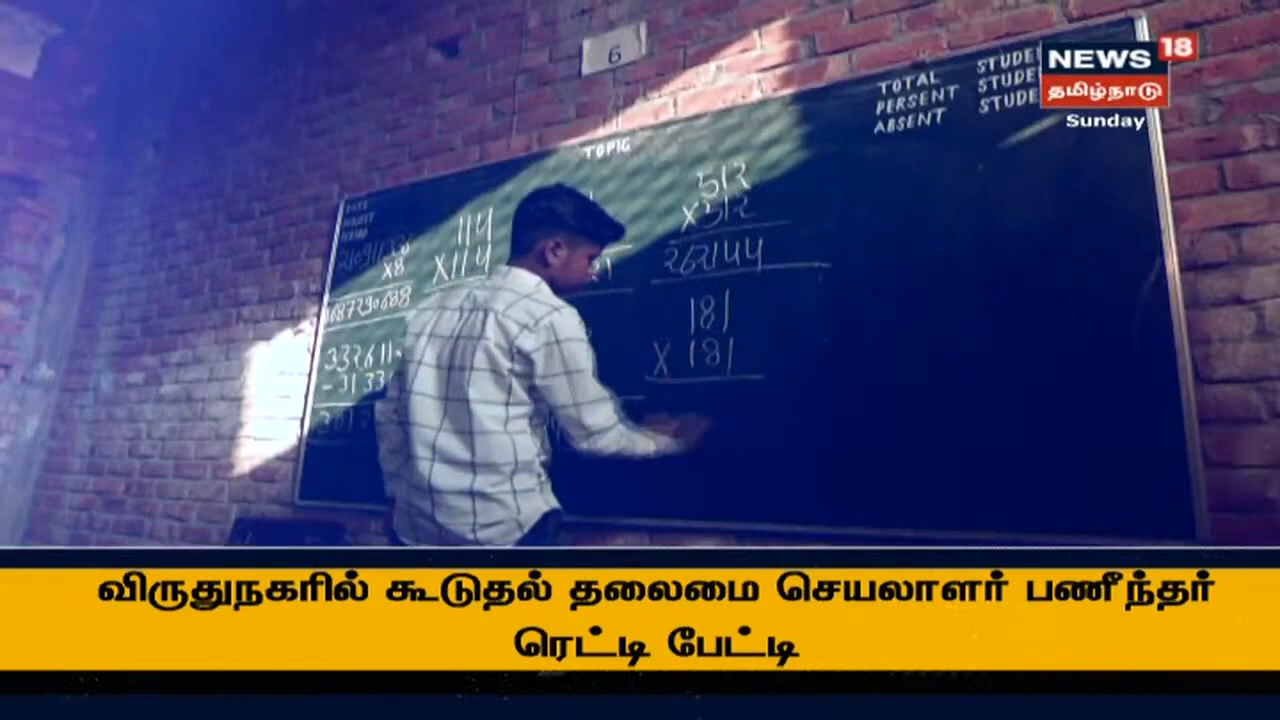 6
NEWS 18
தமிழ்நாடு
Sunday
TOTAL STUDE
PERSENT STUDE
ABSENT STUDE
TOPIC
114
X114
512
X512
262144
181
X 181
X8
விருதுநகரில் கூடுதல் தலைமை செயலாளர் பணீந்தர்
ரெட்டி பேட்டி